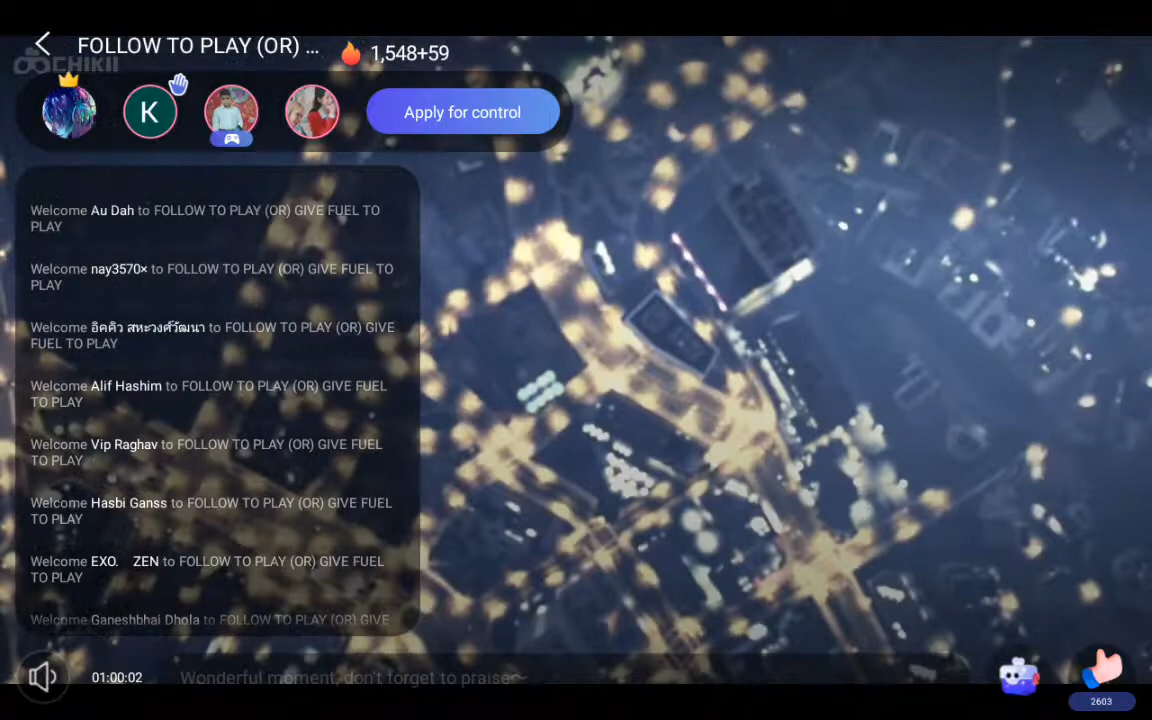 FOLLOW TO PLAY (OR) ...
1,548+59
CHIKII
K
Apply for control
Welcome Au Dah to FOLLOW TO PLAY (OR) GIVE FUEL TO
PLAY
Welcome nay3570× to FOLLOW TO PLAY (OR) GIVE FUEL TO
PLAY
Welcome อิคคิว สหะวงศ์วัฒนา to FOLLOW TO PLAY (OR) GIVE
FUEL TO PLAY
Welcome Alif Hashim to FOLLOW TO PLAY (OR) GIVE FUEL
TO PLAY
Welcome Vip Raghav to FOLLOW TO PLAY (OR) GIVE FUEL
TO PLAY
Welcome Hasbi Ganss to FOLLOW TO PLAY (OR) GIVE FUEL
TO PLAY
Welcome EXO. ZEN to FOLLOW TO PLAY (OR) GIVE FUEL
TO PLAY
Welcome Ganeshbhai Dhola to FOLLOW TO PLAY (OR) GIVE
01:00:02
Wonderful moment, don't forget to praise~
2603